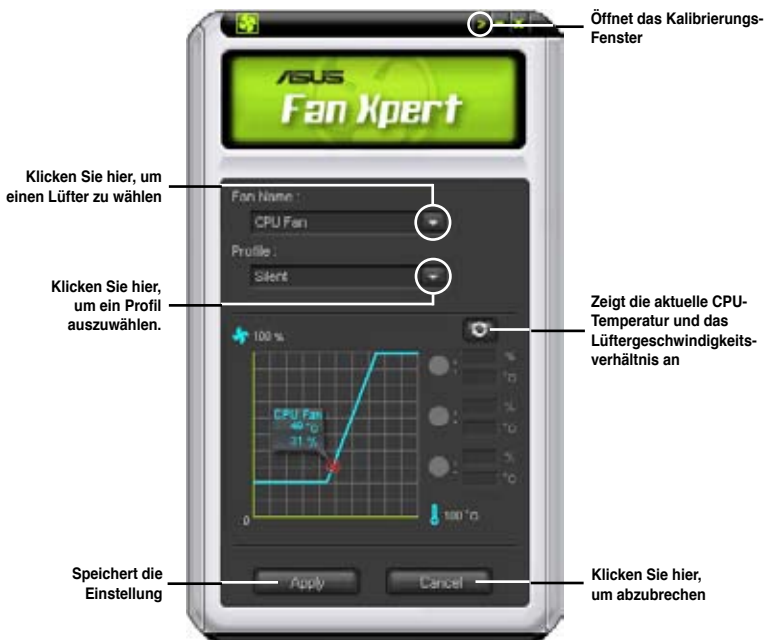 Öffnet das Kalibrierungs-
Fenster
ASUS
Fan Xpert
Klicken Sie hier, um
einen Lüfter zu wählen
Fan Name :
CPU Fan
Profile :
Silent
Klicken Sie hier,
um ein Profil
auszuwählen.
Zeigt die aktuelle CPU-
Temperatur und das
Lüftergeschwindigkeits-
verhältnis an
100 %
%
°C
%
°C
%
°C
CPU Fan
31 %
0
100 °C
Speichert die
Einstellung
Apply
Cancel
Klicken Sie hier,
um abzubrechen